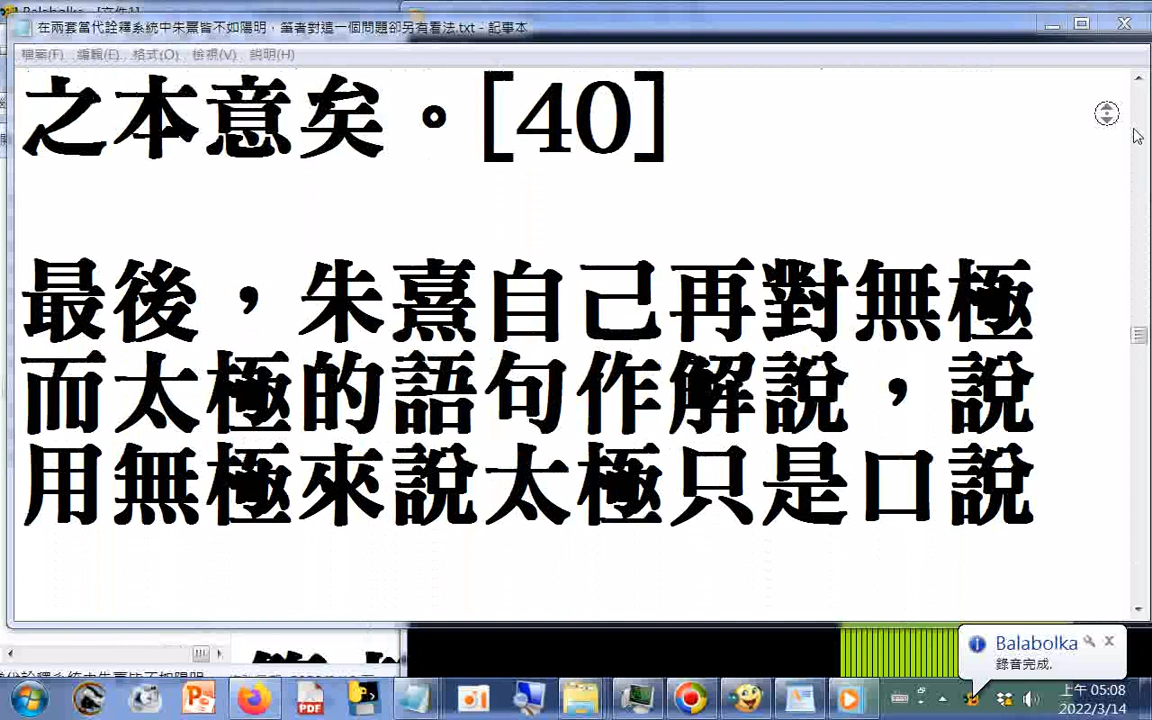 Balabolka - [文件1]
在兩套當代詮釋系統中朱熹皆不如陽明，筆者對這一個問題卻另有看法.txt - 記事本
檔案(F) 編輯(E) 格式(O) 檢視(V) 說明(H)
之本意矣。[40]
最後，朱熹自己再對無極
而太極的語句作解說，說
用無極來說太極只是口說
Balabolka
錄音完成.
上午 05:08
2022/3/14